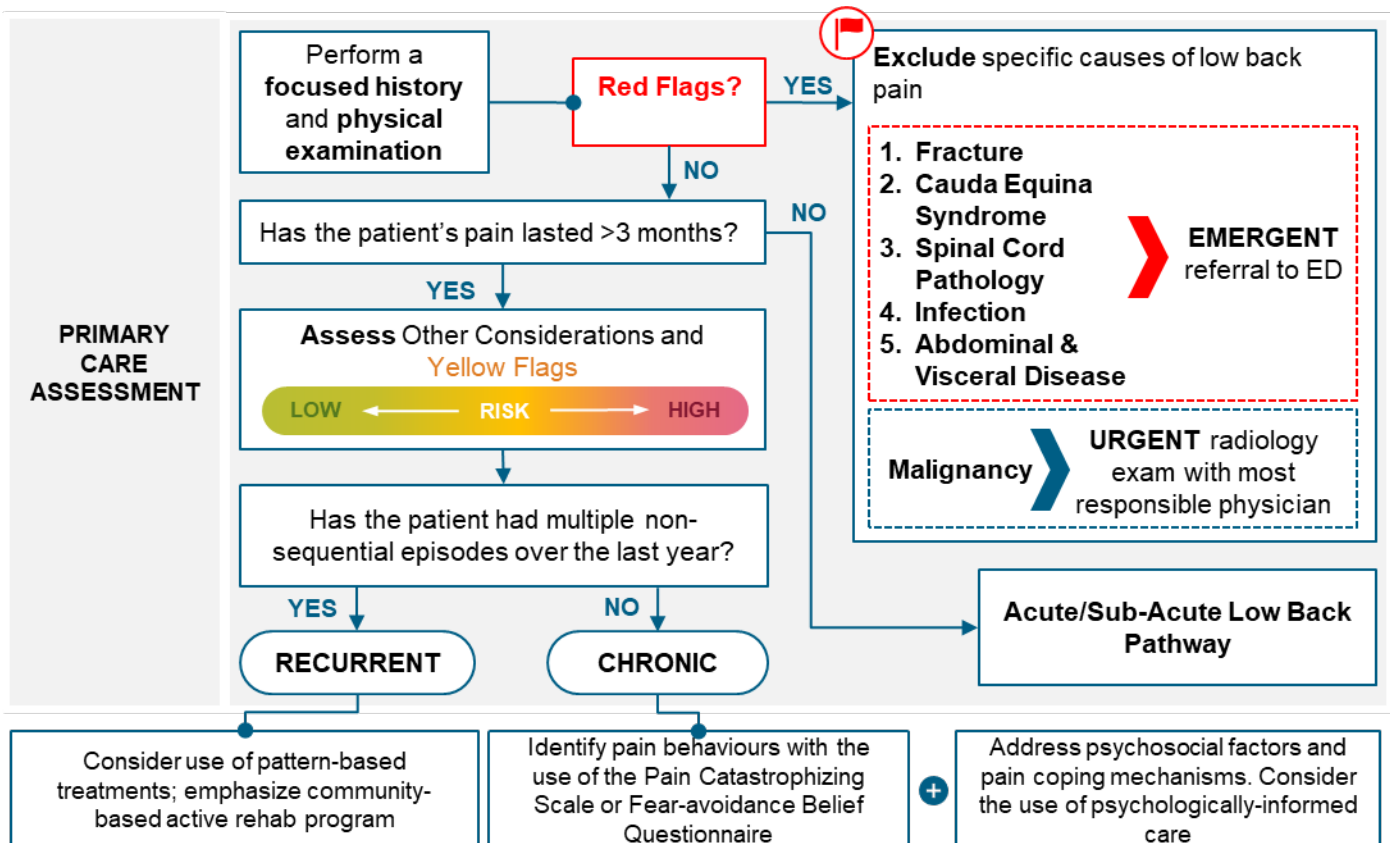 PRIMARY
CARE
ASSESSMENT
Perform a
focused history
and physical
examination
Red Flags?
YES
NO
Exclude specific causes of low back
pain
1. Fracture
2. Cauda Equina
Syndrome
3. Spinal Cord
Pathology
4. Infection
5. Abdominal &
Visceral Disease
EMERGENT
referral to ED
Malignancy
URGENT radiology
exam with most
responsible physician
Has the patient's pain lasted >3 months?
NO
YES
Assess Other Considerations and
Yellow Flags
LOW RISK HIGH
Has the patient had multiple non-
sequential episodes over the last year?
YES
NO
RECURRENT
CHRONIC
Acute/Sub-Acute Low Back
Pathway
Consider use of pattern-based
treatments; emphasize community-
based active rehab program
Identify pain behaviours with the
use of the Pain Catastrophizing
Scale or Fear-avoidance Belief
Questionnaire
Address psychosocial factors and
pain coping mechanisms. Consider
the use of psychologically-informed
care